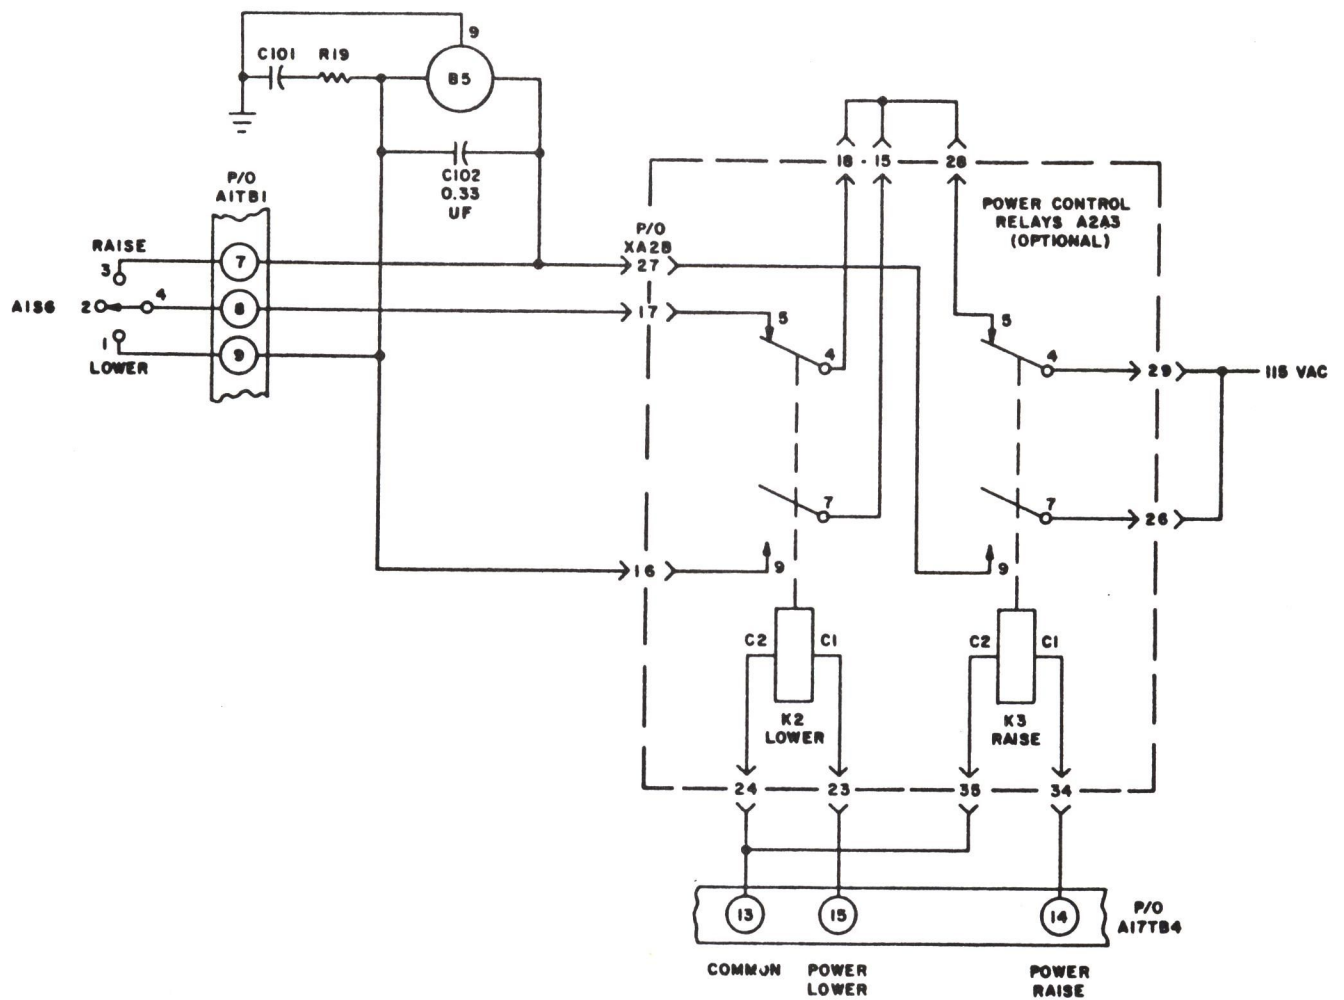 9
C101 R19
B5
C102
0.33
UF
P/O
A1TB1
RAISE
3
7
A1S6 2 4 8
1
9
LOWER
P/O
XA2B
27
17
16
18 15 28
POWER CONTROL
RELAYS A2A3
(OPTIONAL)
5
4
7
9
5
4
7
9
29
115 VAC
26
C2 C1
K2
LOWER
C2 C1
K3
RAISE
24 23 35 34
13 15 14
P/O
A17TB4
COMMON
POWER
LOWER
POWER
RAISE